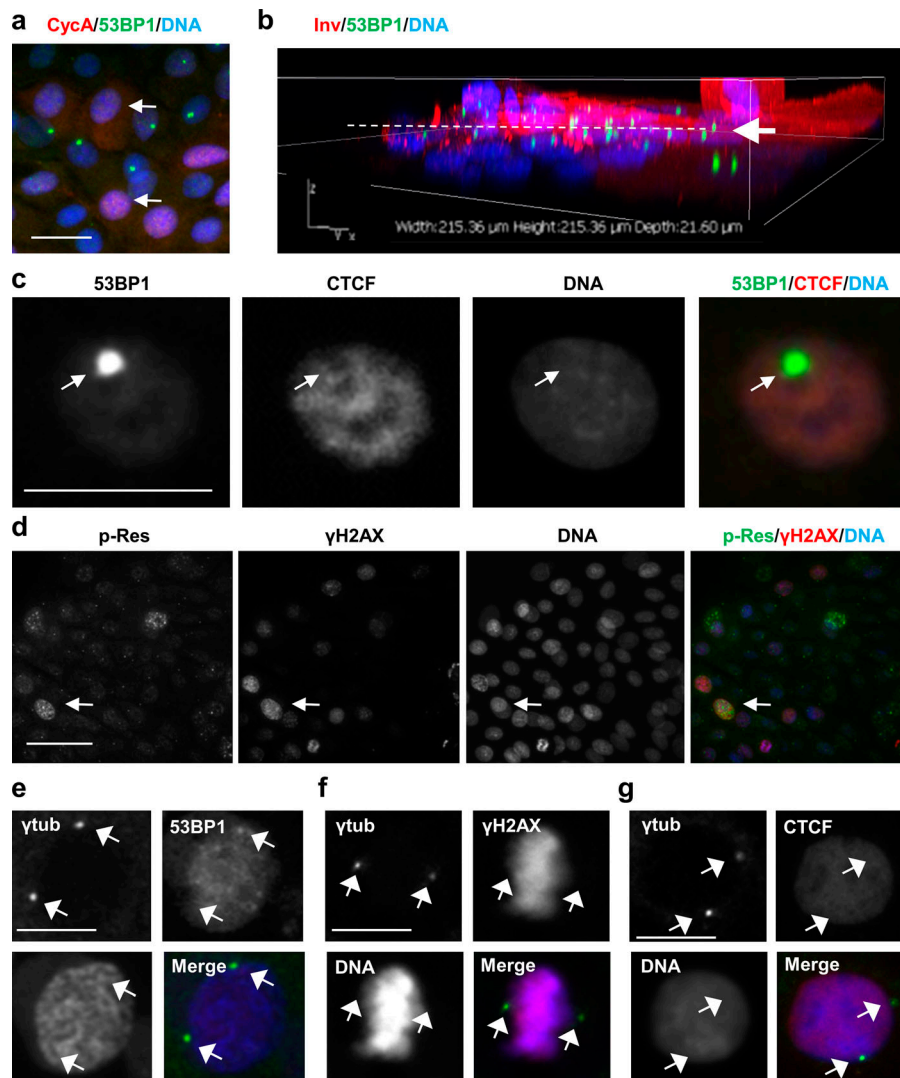 a CycA/53BP1/DNA
b Inv/53BP1/DNA
z
y x
Width:215.36 µm Height:215.36 µm Depth:21.60 µm
c 53BP1 CTCF DNA 53BP1/CTCF/DNA
d p-Res γH2AX DNA p-Res/γH2AX/DNA
e γtub 53BP1
Merge
f γtub γH2AX
DNA Merge
g γtub CTCF
DNA Merge